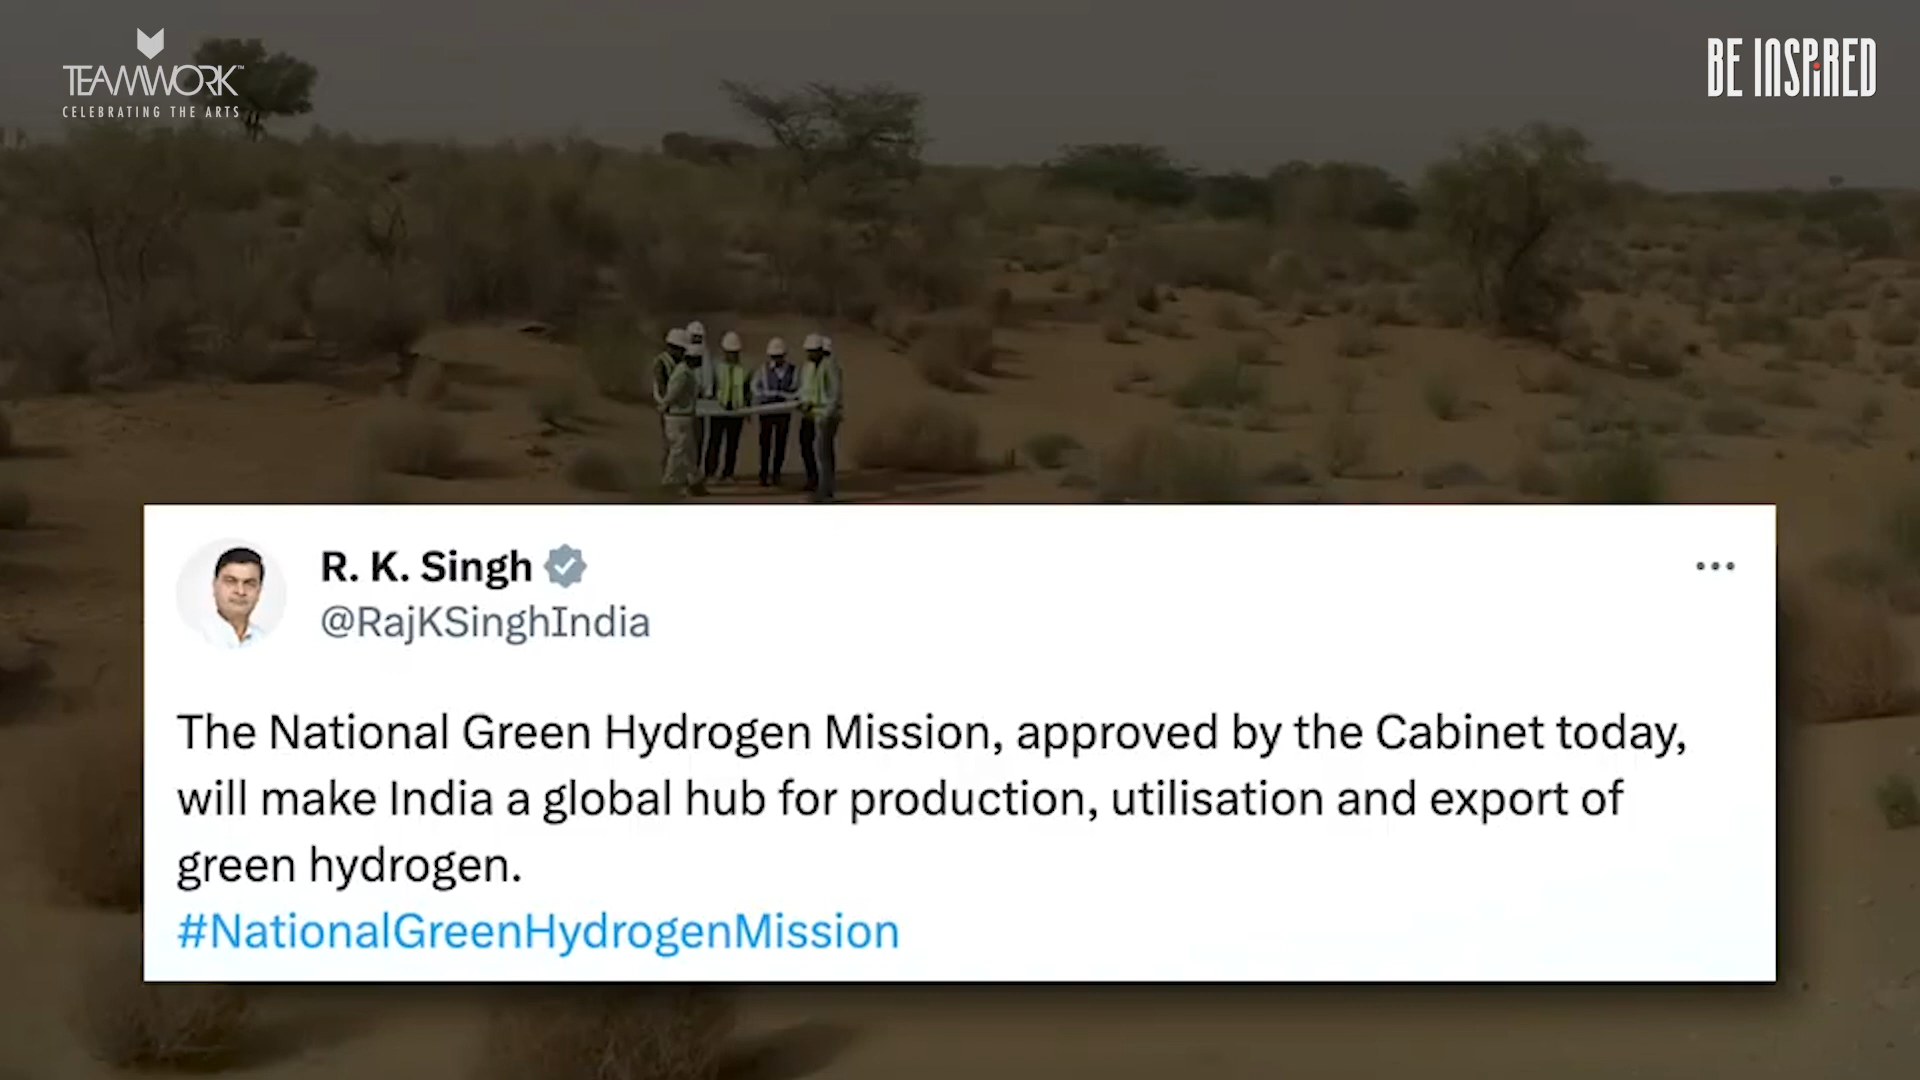 TEAMWORK™
CELEBRATING THE ARTS
BE INSPIRED
R. K. Singh
@RajKSinghIndia
The National Green Hydrogen Mission, approved by the Cabinet today,
will make India a global hub for production, utilisation and export of
green hydrogen.
#NationalGreenHydrogenMission